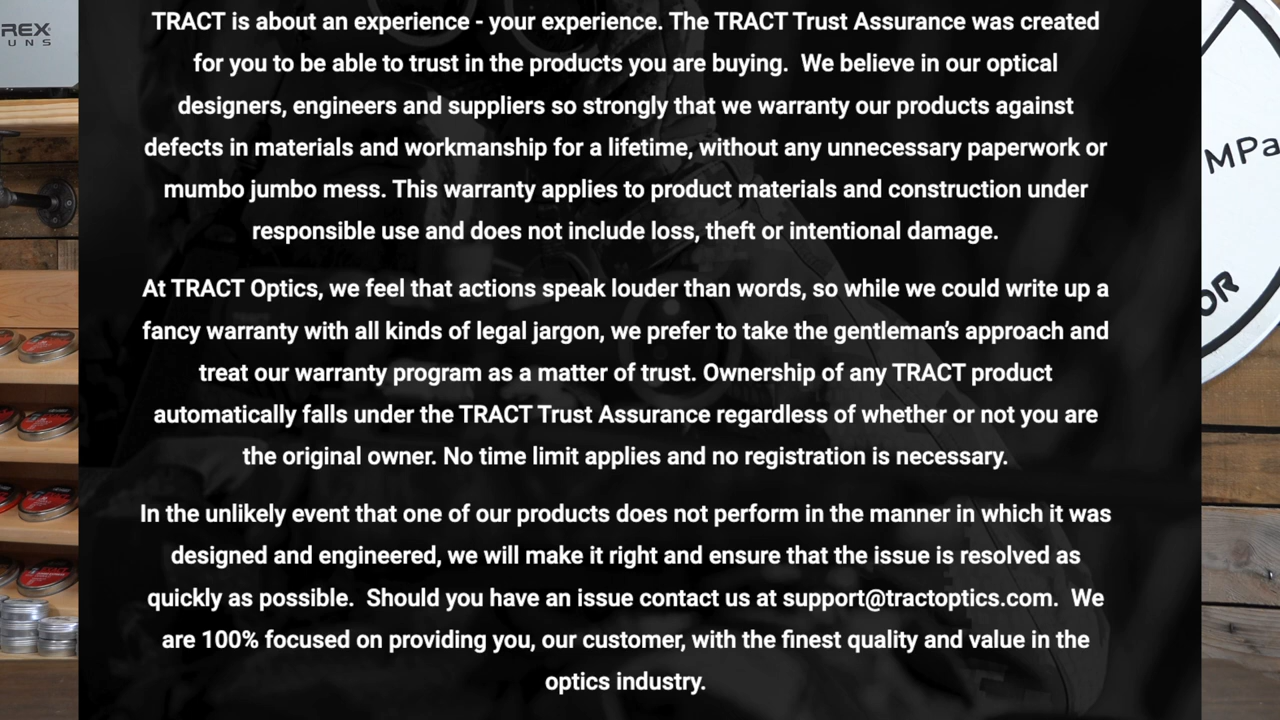 REX
UNS
TRACT is about an experience - your experience. The TRACT Trust Assurance was created
for you to be able to trust in the products you are buying.  We believe in our optical
designers, engineers and suppliers so strongly that we warranty our products against
defects in materials and workmanship for a lifetime, without any unnecessary paperwork or
mumbo jumbo mess. This warranty applies to product materials and construction under
responsible use and does not include loss, theft or intentional damage.
At TRACT Optics, we feel that actions speak louder than words, so while we could write up a
fancy warranty with all kinds of legal jargon, we prefer to take the gentleman’s approach and
treat our warranty program as a matter of trust. Ownership of any TRACT product
automatically falls under the TRACT Trust Assurance regardless of whether or not you are
the original owner. No time limit applies and no registration is necessary.
In the unlikely event that one of our products does not perform in the manner in which it was
designed and engineered, we will make it right and ensure that the issue is resolved as
quickly as possible.  Should you have an issue contact us at support@tractoptics.com.  We
are 100% focused on providing you, our customer, with the finest quality and value in the
optics industry.
MPa
OR